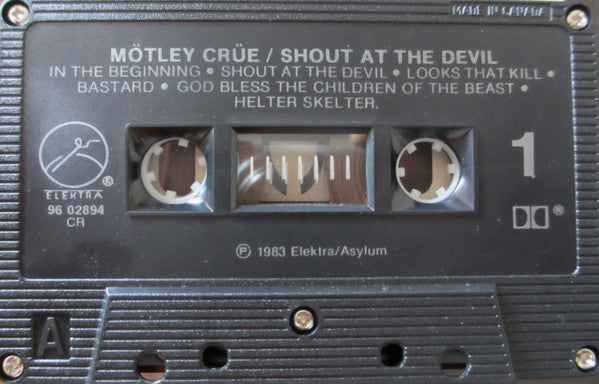 MADE IN CANADA
MÖTLEY CRÜE / SHOUT AT THE DEVIL
IN THE BEGINNING • SHOUT AT THE DEVIL • LOOKS THAT KILL •
BASTARD • GOD BLESS THE CHILDREN OF THE BEAST •
HELTER SKELTER.
ELEKTRA ®
96 02894
CR
1
®
℗ 1983 Elektra/Asylum
A